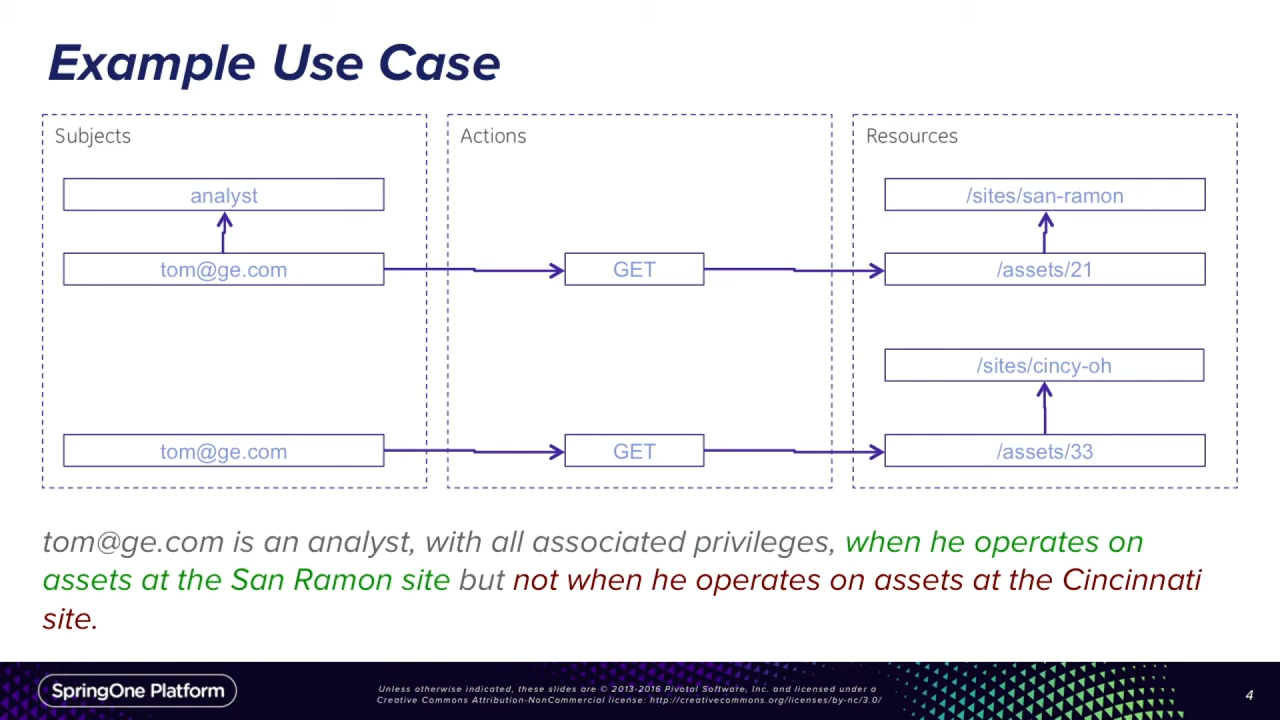 Example Use Case
Subjects
Actions
Resources
analyst
/sites/san-ramon
tom@ge.com
GET
/assets/21
/sites/cincy-oh
tom@ge.com
GET
/assets/33
tom@ge.com is an analyst, with all associated privileges, when he operates on
assets at the San Ramon site but not when he operates on assets at the Cincinnati
site.
SpringOne Platform
Unless otherwise indicated, these slides are © 2013-2016 Pivotal Software, Inc. and licensed under a
Creative Commons Attribution-NonCommercial license: http://creativecommons.org/licenses/by-nc/3.0/
4